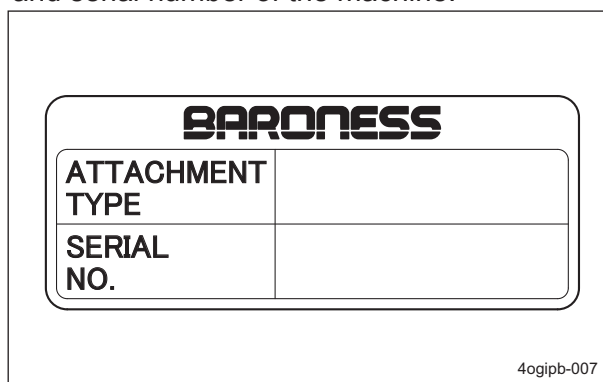 and serial number of the machine.
BARONESS
ATTACHMENT
TYPE
SERIAL
NO.
4ogipb-007